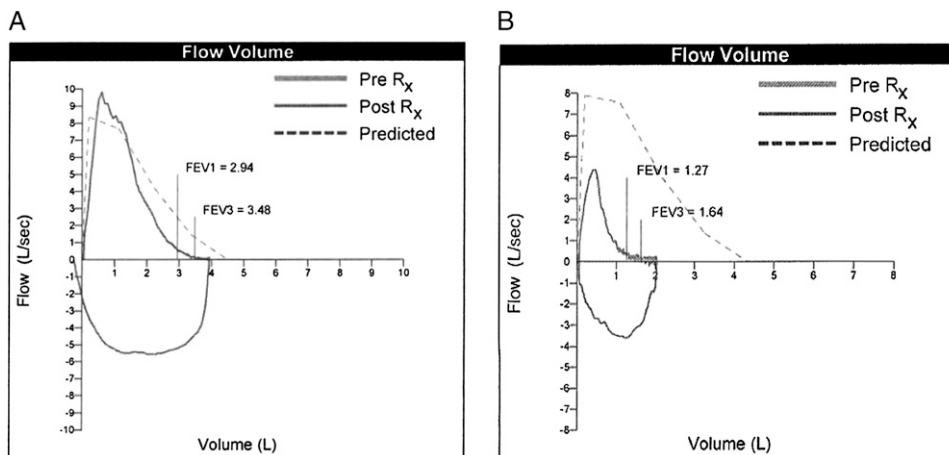 A
Flow Volume
Pre Rx
Post Rx
Predicted
FEV1 = 2.94
FEV3 = 3.48
10
9
8
7
6
5
4
3
2
1
0
-1
-2
-3
-4
-5
-6
-7
-8
-9
-10
1 2 3 4 5 6 7 8 9 10
Flow (L/sec)
Volume (L)
B
Flow Volume
Pre Rx
Post Rx
Predicted
FEV1 = 1.27
FEV3 = 1.64
8
7
6
5
4
3
2
1
0
-1
-2
-3
-4
-5
-6
-7
-8
1 2 3 4 5 6 7 8
Flow (L/sec)
Volume (L)